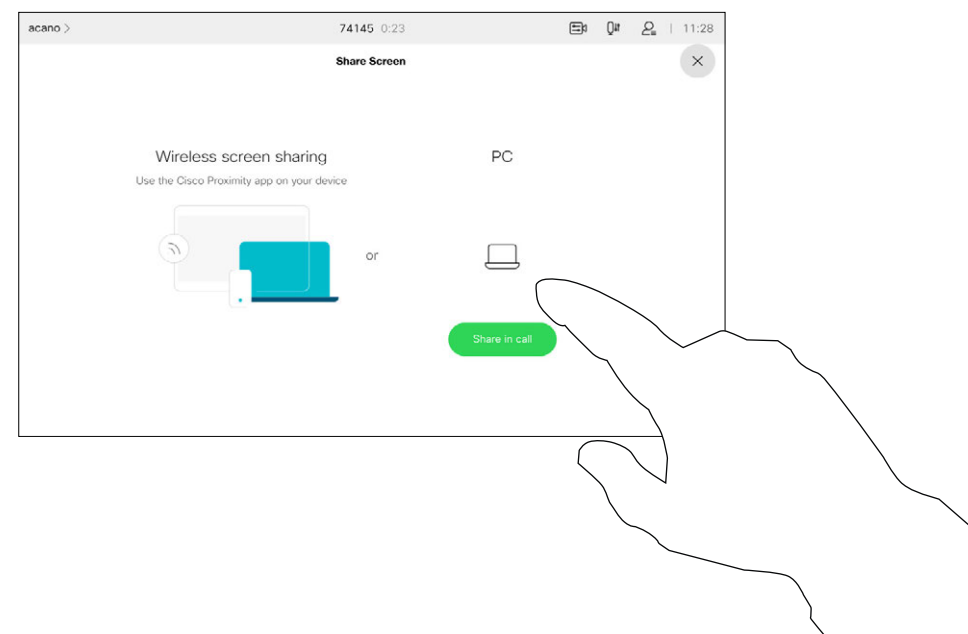 acano >
74145 0:23
11:28
Share Screen
Wireless screen sharing
Use the Cisco Proximity app on your device
or
PC
Share in call